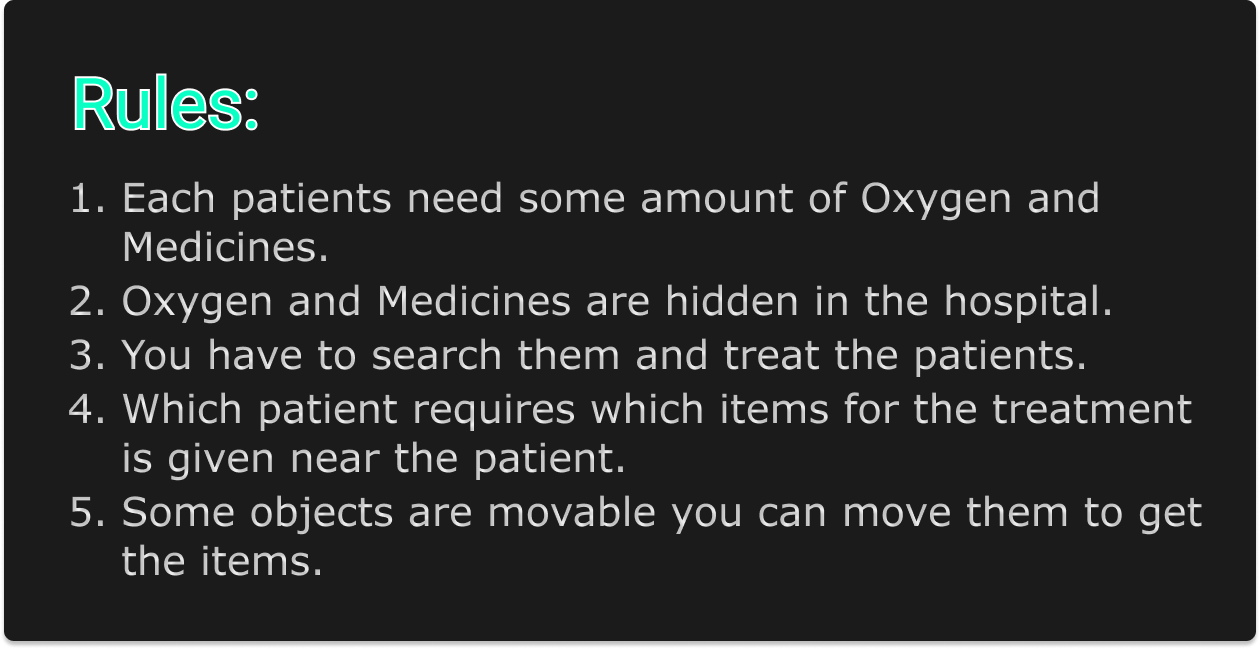 Rules:
1. Each patients need some amount of Oxygen and
Medicines.
2. Oxygen and Medicines are hidden in the hospital.
3. You have to search them and treat the patients.
4. Which patient requires which items for the treatment
is given near the patient.
5. Some objects are movable you can move them to get
the items.